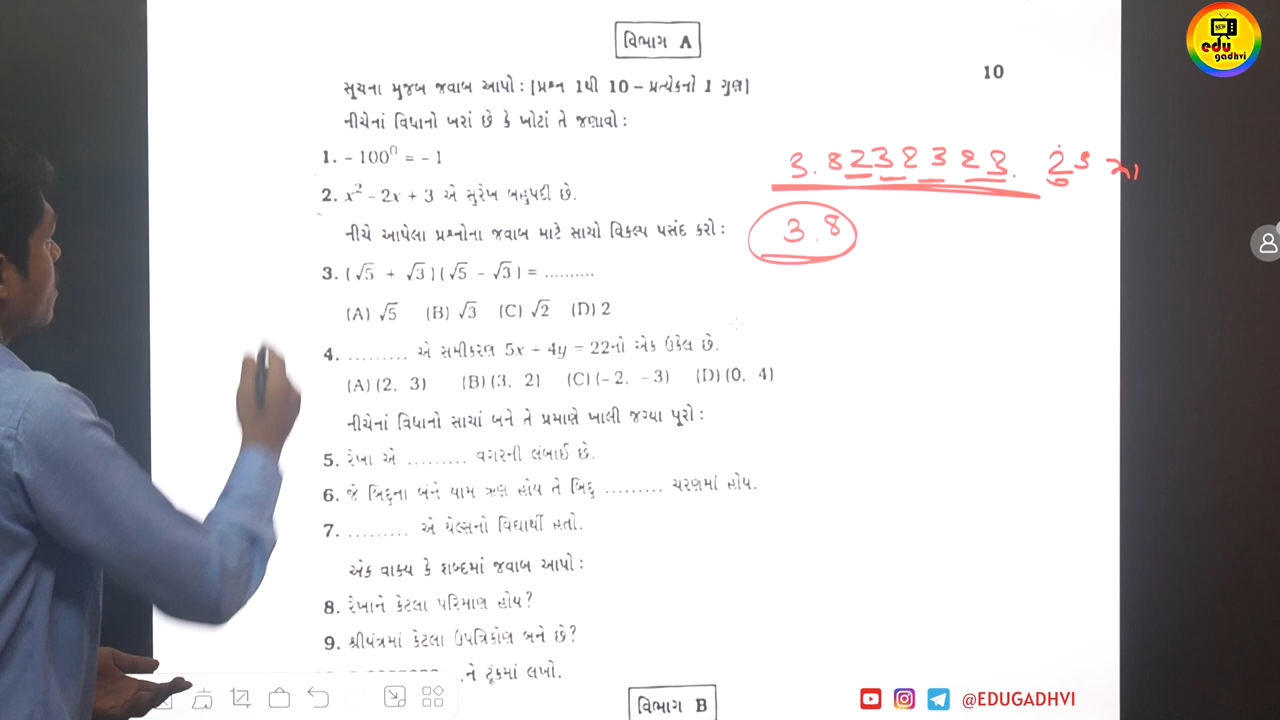 વિભાગ A
NEW
edu
gadhvi
10
સૂચના મુજબ જવાબ આપો : [પ્રશ્ન 1થી 10 – પ્રત્યેકનો 1 ગુણ]
નીચેનાં વિધાનો ખરાં છે કે ખોટાં તે જણાવો :
1. – 100⁰ = – 1
3.82323233.
2. x² – 2x + 3 એ સુરેખ બહુપદી છે.
3.8
નીચે આપેલા પ્રશ્નોના જવાબ માટે સાચો વિકલ્પ પસંદ કરો :
3. (√5 + √3) (√5 – √3) = ..........
(A) √5 (B) √3 (C) √2 (D) 2
4. ......... એ સમીકરણ 5x + 4y = 22નો એક ઉકેલ છે.
(A) (2, 3) (B) (3, 2) (C) (– 2, – 3) (D) (0, 4)
નીચેનાં વિધાનો સાચાં બને તે પ્રમાણે ખાલી જગ્યા પૂરો :
5. રેખા એ ......... વગરની લંબાઈ છે.
6. જે બિંદુના બંને યામ ઋણ હોય તે બિંદુ ......... ચરણમાં હોય.
7. ......... એ થેલ્સનો વિદ્યાર્થી હતો.
એક વાક્ય કે શબ્દમાં જવાબ આપો :
8. રેખાને કેટલા પરિમાણ હોય?
9. શ્રીયંત્રમાં કેટલા ઉપત્રિકોણ બને છે?
ને ટૂંકમાં લખો.
વિભાગ B
@EDUGADHVI